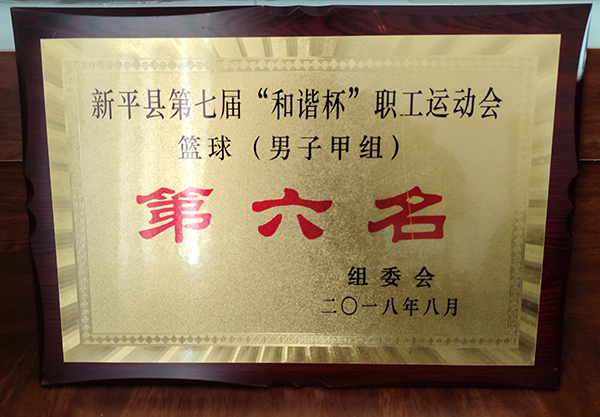 新平县第七届“和谐杯”职工运动会
篮球（男子甲组）
第六名
组委会
二〇一八年八月